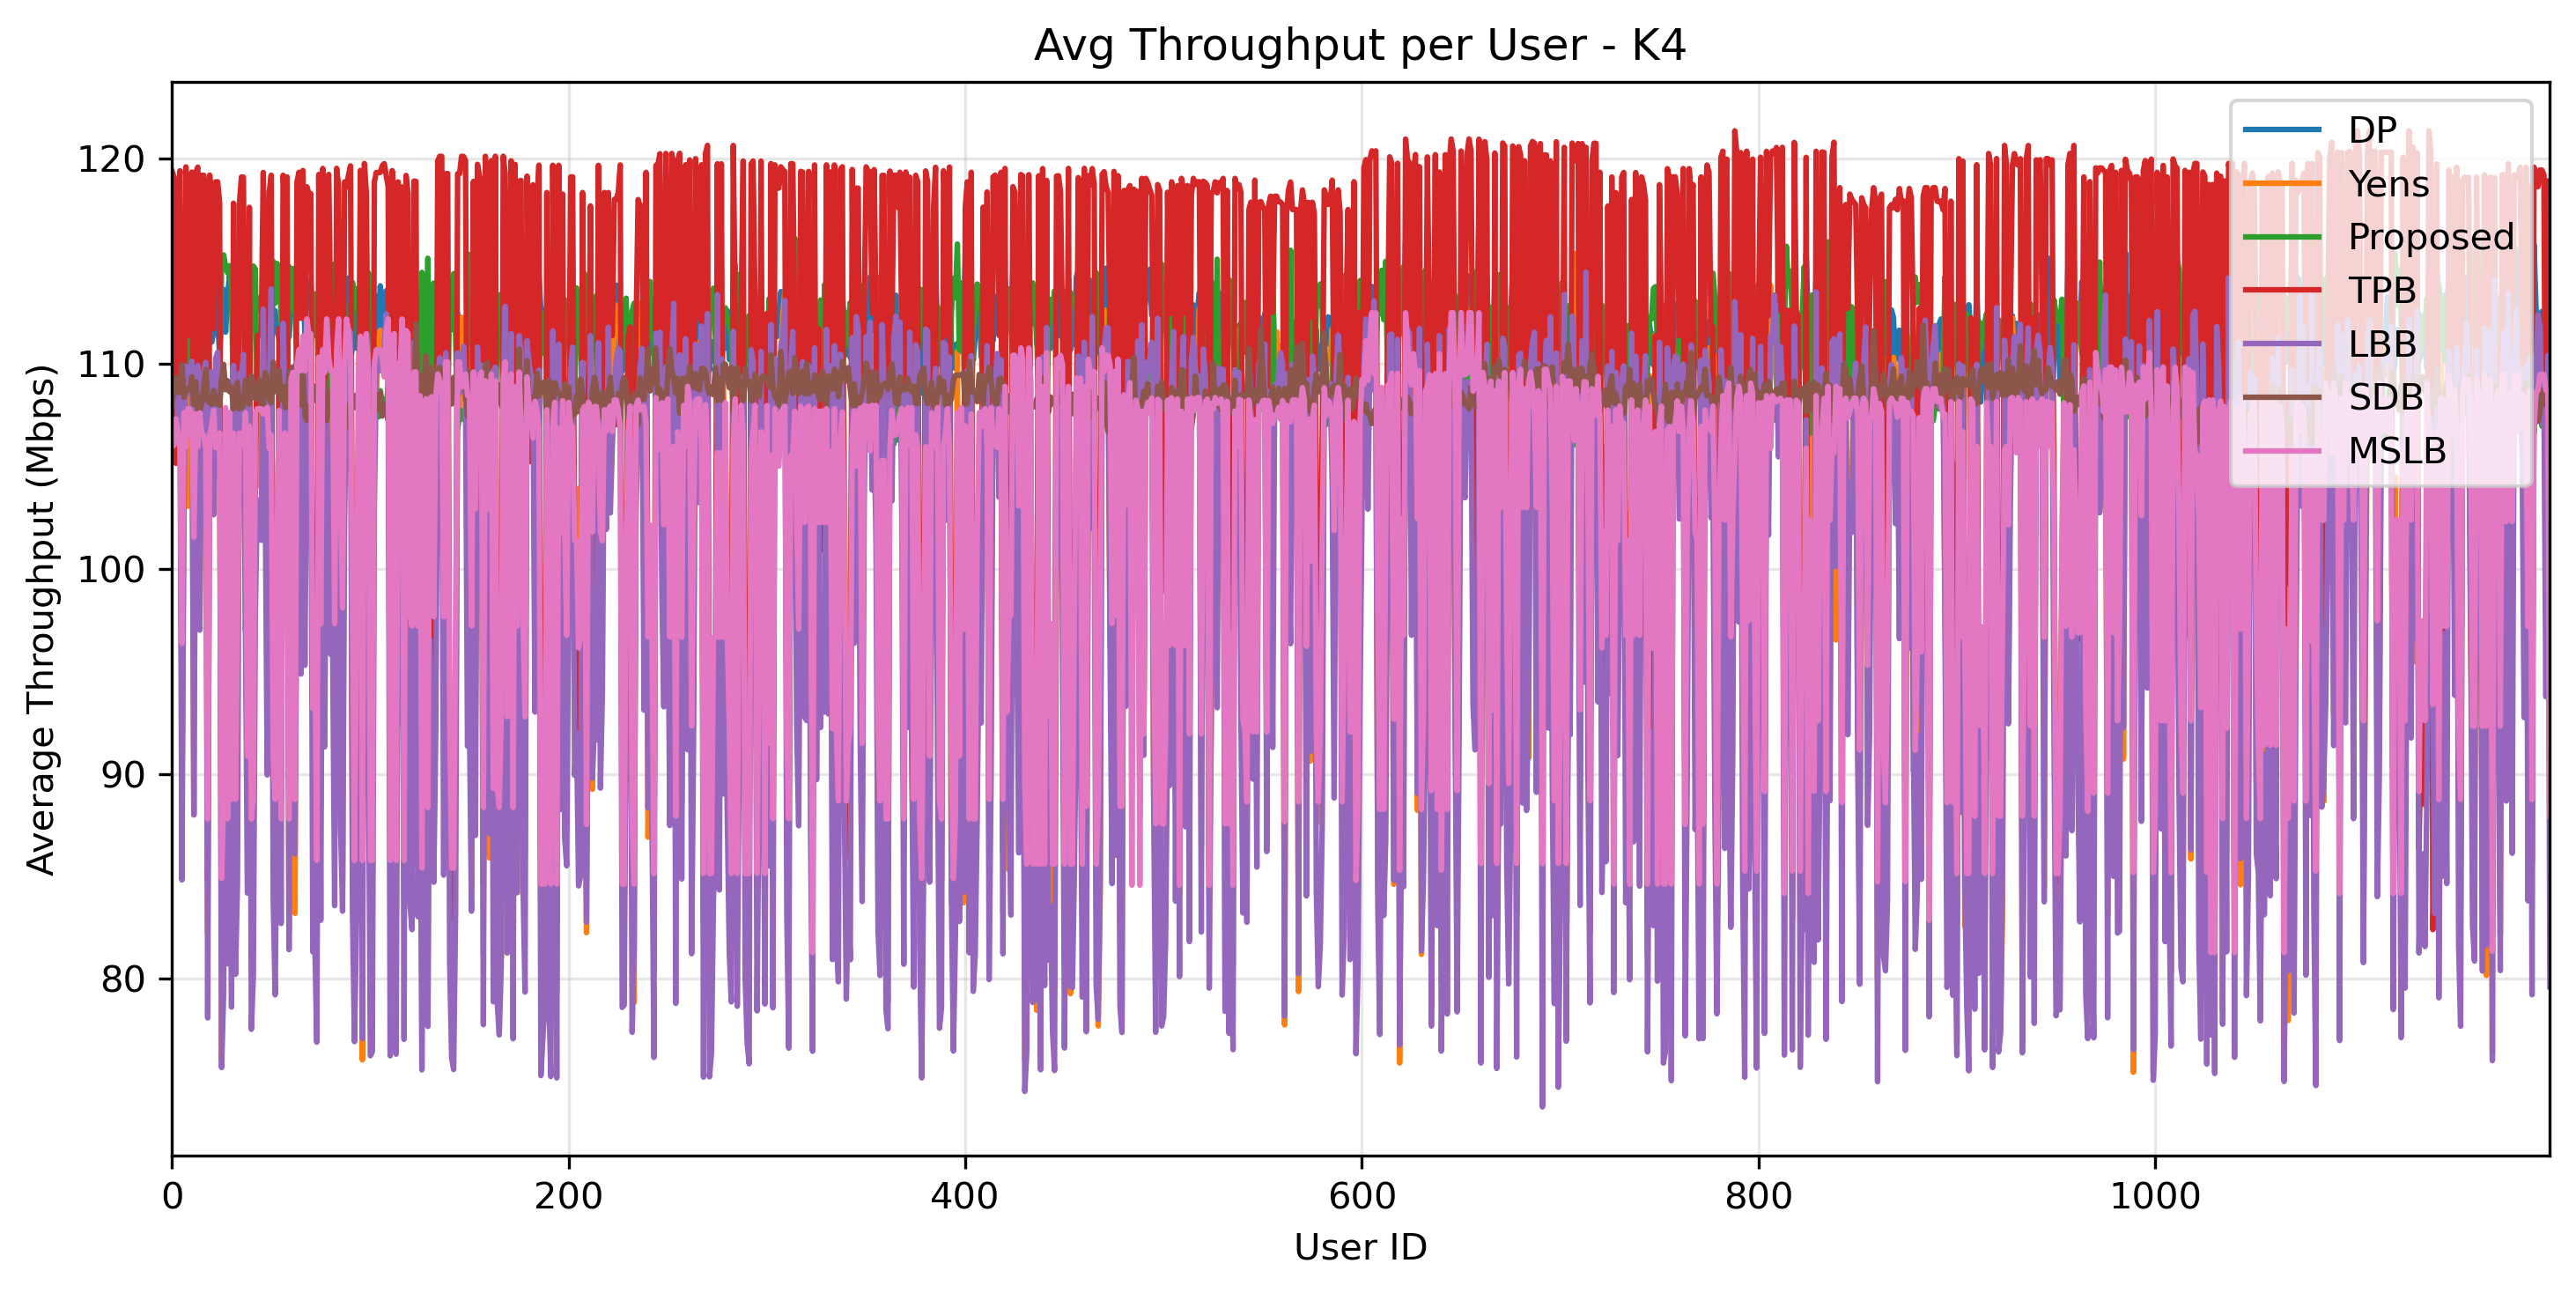 Avg Throughput per User - K4
Average Throughput (Mbps)
120
110
100
90
80
0
200
400
600
800
1000
User ID
DP
Yens
Proposed
TPB
LBB
SDB
MSLB